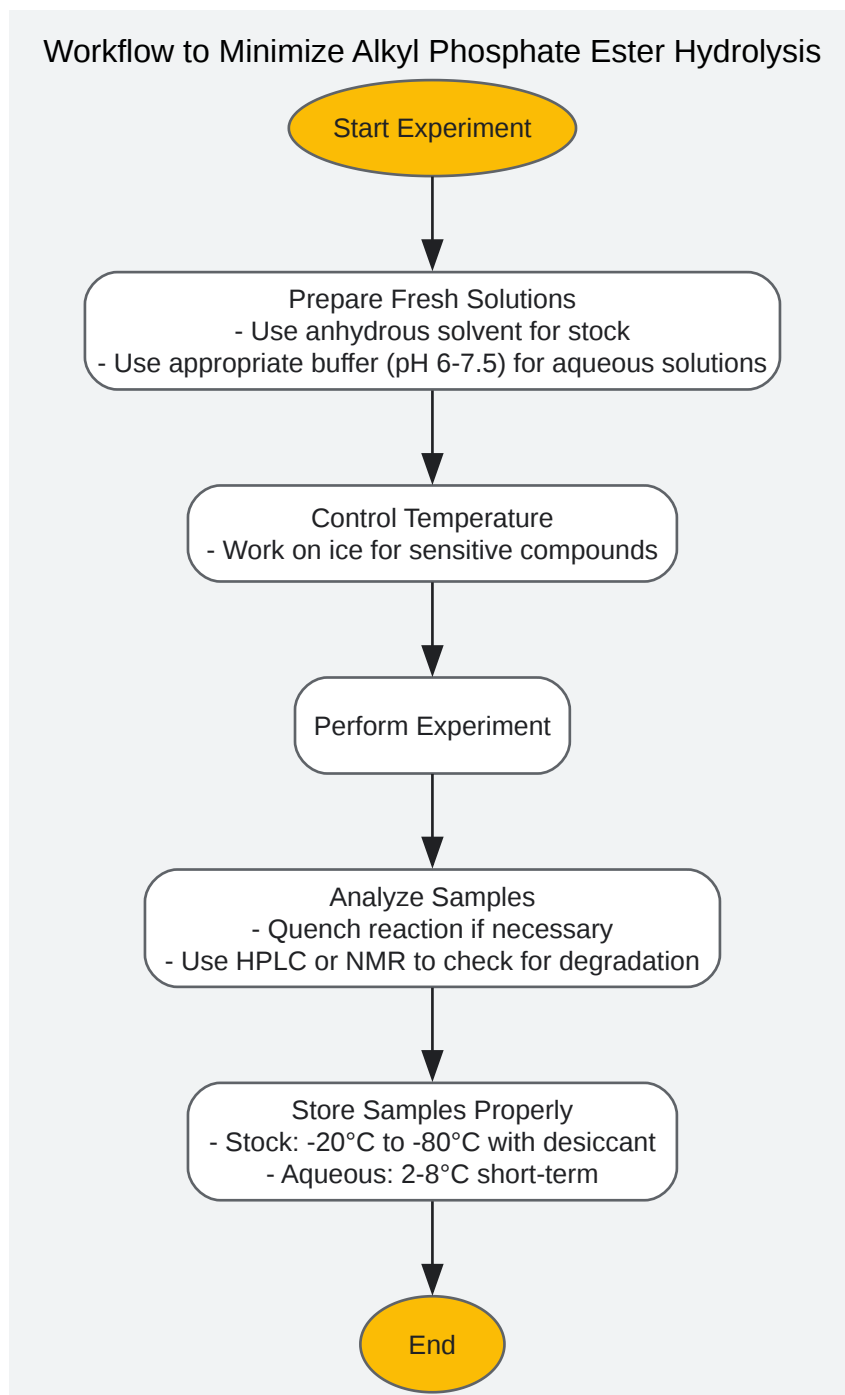 Workflow to Minimize Alkyl Phosphate Ester Hydrolysis
Start Experiment
Prepare Fresh Solutions
- Use anhydrous solvent for stock
- Use appropriate buffer (pH 6-7.5) for aqueous solutions
Control Temperature
- Work on ice for sensitive compounds
Perform Experiment
Analyze Samples
- Quench reaction if necessary
- Use HPLC or NMR to check for degradation
Store Samples Properly
- Stock: -20°C to -80°C with desiccant
- Aqueous: 2-8°C short-term
End